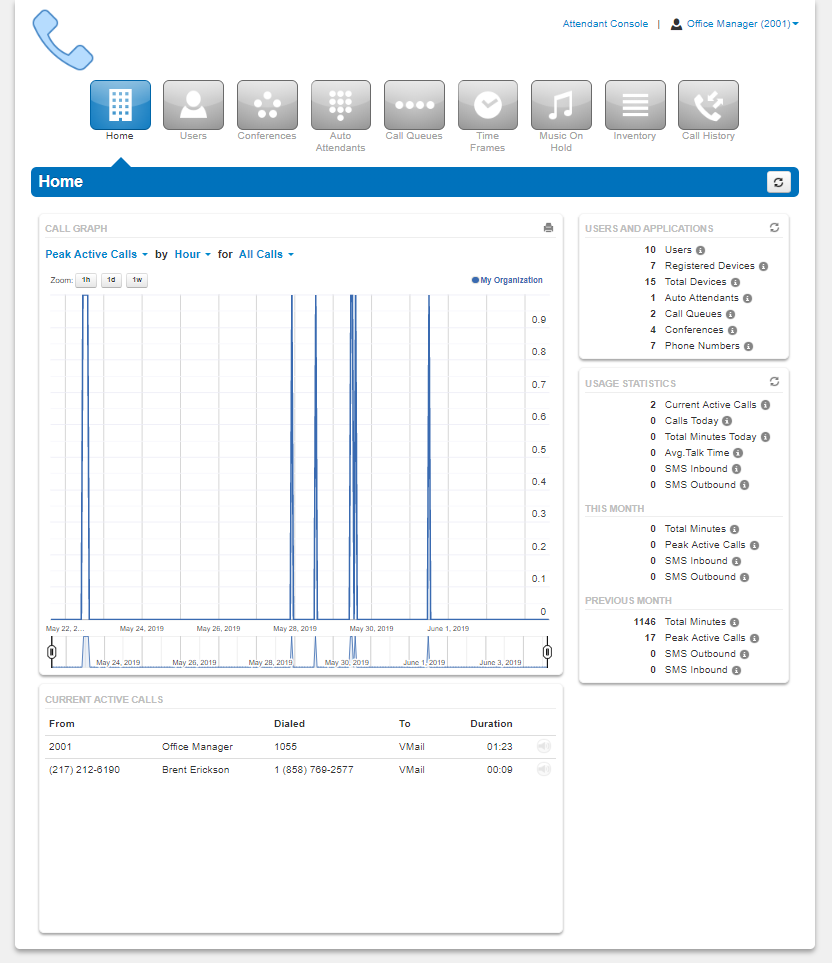 Attendant Console | Office Manager (2001)
Home
Users
Conferences
Auto Attendants
Call Queues
Time Frames
Music On Hold
Inventory
Call History
Home
CALL GRAPH
Peak Active Calls by Hour for All Calls
Zoom: 1h 1d 1w
My Organization
0.9
0.8
0.7
0.6
0.5
0.4
0.3
0.2
0.1
0
May 22, 2... May 24, 2019 May 26, 2019 May 28, 2019 May 30, 2019 June 1, 2019
May 24, 2019 May 26, 2019 May 28, 2019 May 30, 2019 June 1, 2019 June 3, 2019
CURRENT ACTIVE CALLS
From Dialed To Duration
2001 Office Manager 1055 VMail 01:23
(217) 212-6190 Brent Erickson 1 (858) 769-2577 VMail 00:09
USERS AND APPLICATIONS
10 Users
7 Registered Devices
15 Total Devices
1 Auto Attendants
2 Call Queues
4 Conferences
7 Phone Numbers
USAGE STATISTICS
2 Current Active Calls
0 Calls Today
0 Total Minutes Today
0 Avg.Talk Time
0 SMS Inbound
0 SMS Outbound
THIS MONTH
0 Total Minutes
0 Peak Active Calls
0 SMS Inbound
0 SMS Outbound
PREVIOUS MONTH
1146 Total Minutes
17 Peak Active Calls
0 SMS Outbound
0 SMS Inbound